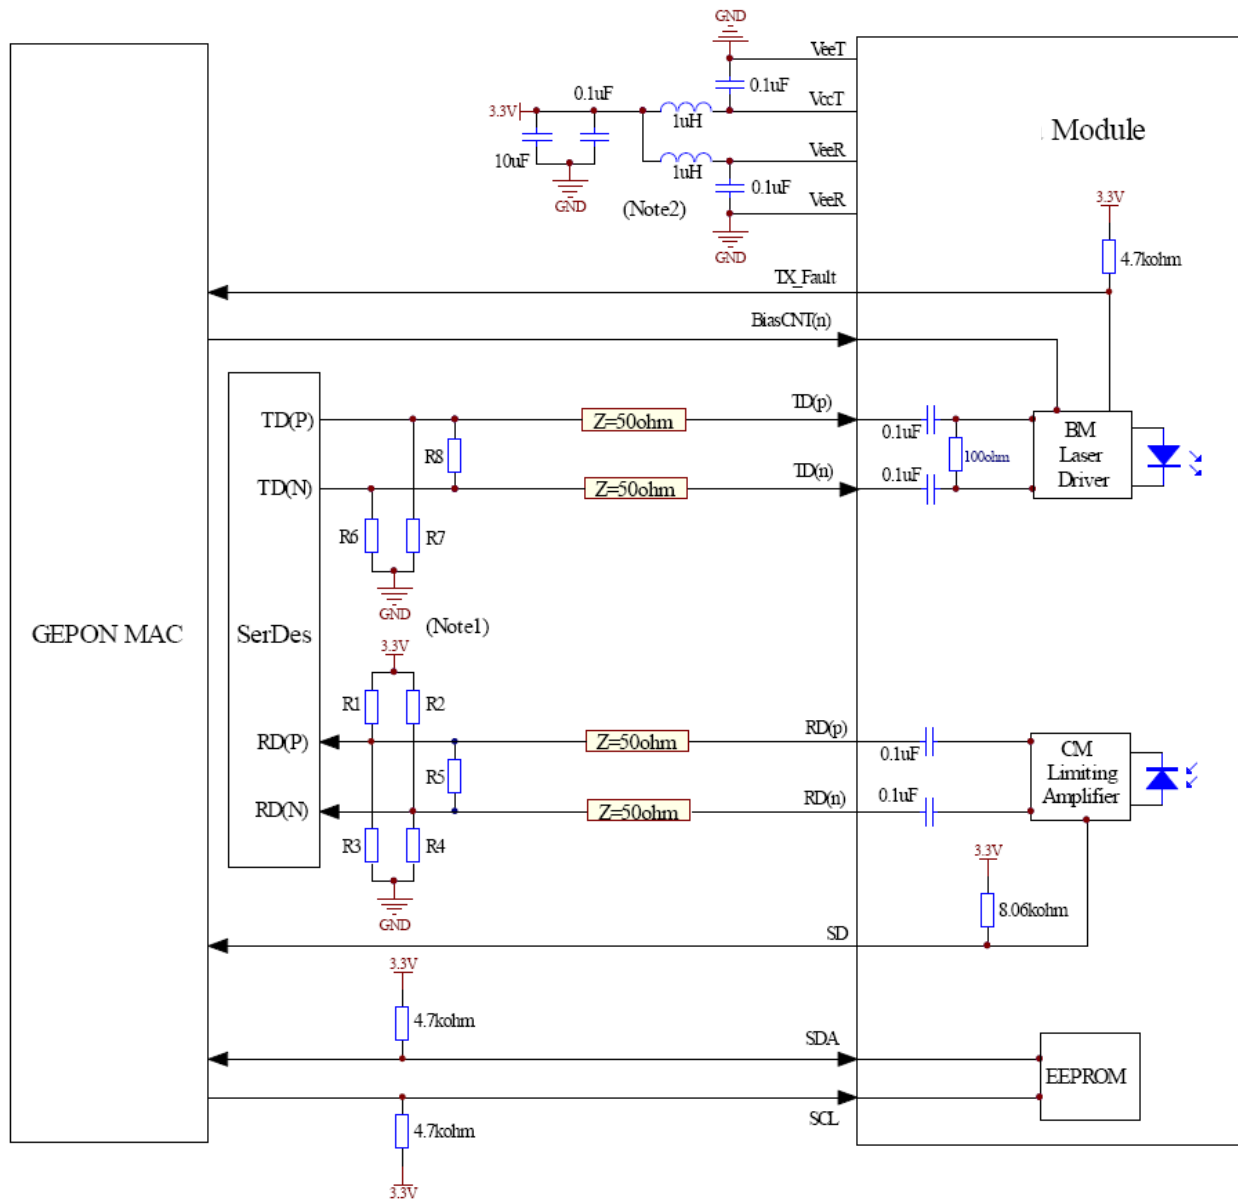 GND
VeeT
0.1uF
0.1uF
3.3V
VccT
1uH
Module
10uF
VeeR
1uH
0.1uF
3.3V
GND
(Note2)
VeeR
GND
4.7kohm
TX_Fault
BiasCNT(n)
TD(P)
Z=50ohm
TD(p)
0.1uF
BM
Laser
Driver
R8
100ohm
TD(N)
Z=50ohm
TD(n)
0.1uF
R6
R7
GND
GEPON MAC
SerDes
(Note1)
3.3V
R1
R2
RD(P)
Z=50ohm
RD(p)
0.1uF
CM
Limiting
Amplifier
R5
RD(N)
Z=50ohm
RD(n)
0.1uF
R3
R4
3.3V
GND
8.06kohm
SD
3.3V
4.7kohm
SDA
EEPROM
SCL
4.7kohm
3.3V